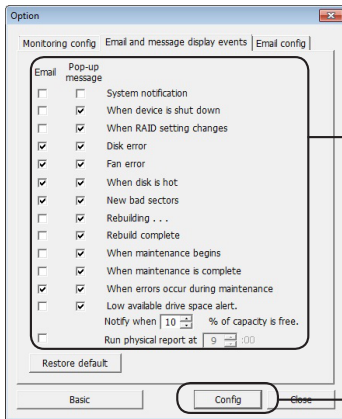 Option
Monitoring config Email and message display events Email config
Email Pop-up message
System notification
When device is shut down
When RAID setting changes
Disk error
Fan error
When disk is hot
New bad sectors
Rebuilding . . .
Rebuild complete
When maintenance begins
When maintenance is complete
When errors occur during maintenance
Low available drive space alert.
Notify when 10 % of capacity is free.
Run physical report at 9 :00
Restore default
Basic Config Close